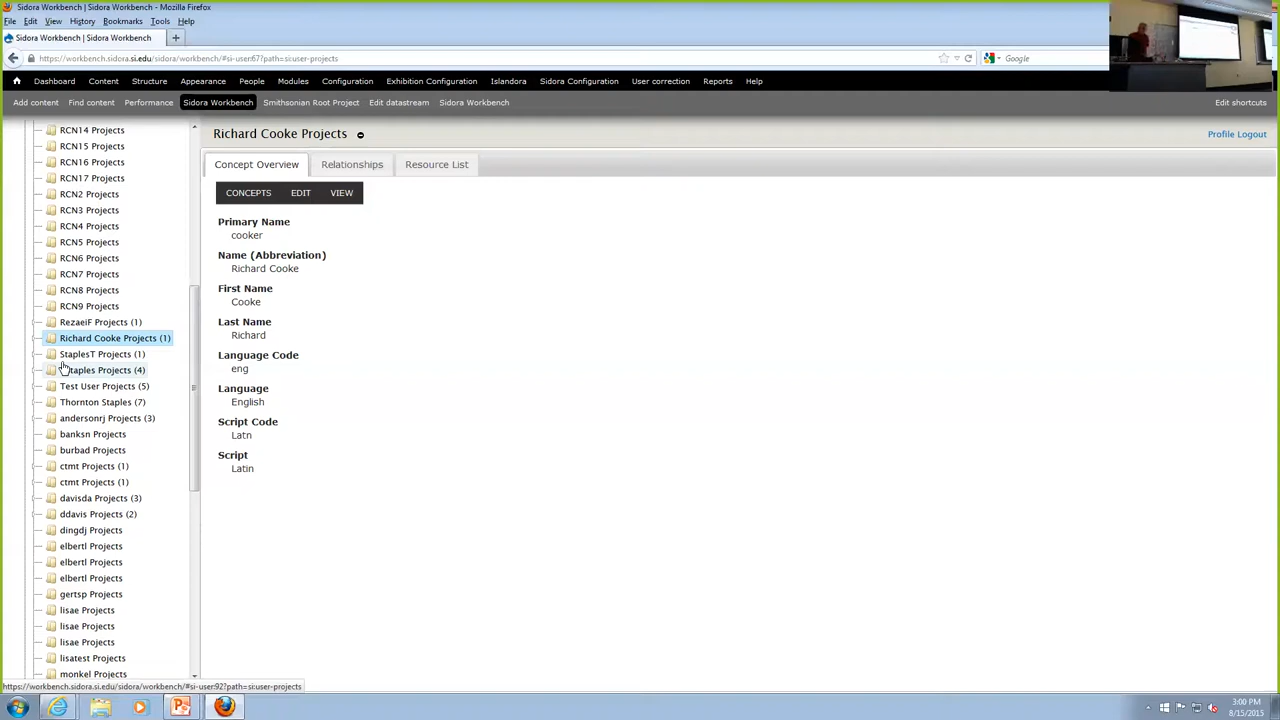 Sidora Workbench | Sidora Workbench - Mozilla Firefox
File Edit View History Bookmarks Tools Help
Sidora Workbench | Sidora Workbench +
https://workbench.sidora.si.edu/sidora/workbench/#si-user:67?path=si:user-projects
Google
Dashboard Content Structure Appearance People Modules Configuration Exhibition Configuration Islandora Sidora Configuration User correction Reports Help
Add content Find content Performance Sidora Workbench Smithsonian Root Project Edit datastream Sidora Workbench Edit shortcuts
Profile Logout
RCN14 Projects
RCN15 Projects
RCN16 Projects
RCN17 Projects
RCN2 Projects
RCN3 Projects
RCN4 Projects
RCN5 Projects
RCN6 Projects
RCN7 Projects
RCN8 Projects
RCN9 Projects
RezaeiF Projects (1)
Richard Cooke Projects (1)
StaplesT Projects (1)
taples Projects (4)
Test User Projects (5)
Thornton Staples (7)
andersonrj Projects (3)
banksn Projects
burbad Projects
ctmt Projects (1)
ctmt Projects (1)
davisda Projects (3)
ddavis Projects (2)
dingdj Projects
elbertl Projects
elbertl Projects
elbertl Projects
gertsp Projects
lisae Projects
lisae Projects
lisae Projects
lisatest Projects
monkel Projects
Richard Cooke Projects
Concept Overview Relationships Resource List
CONCEPTS EDIT VIEW
Primary Name
cooker
Name (Abbreviation)
Richard Cooke
First Name
Cooke
Last Name
Richard
Language Code
eng
Language
English
Script Code
Latn
Script
Latin
https://workbench.sidora.si.edu/sidora/workbench/#si-user:92?path=si:user-projects
3:00 PM
8/15/2015